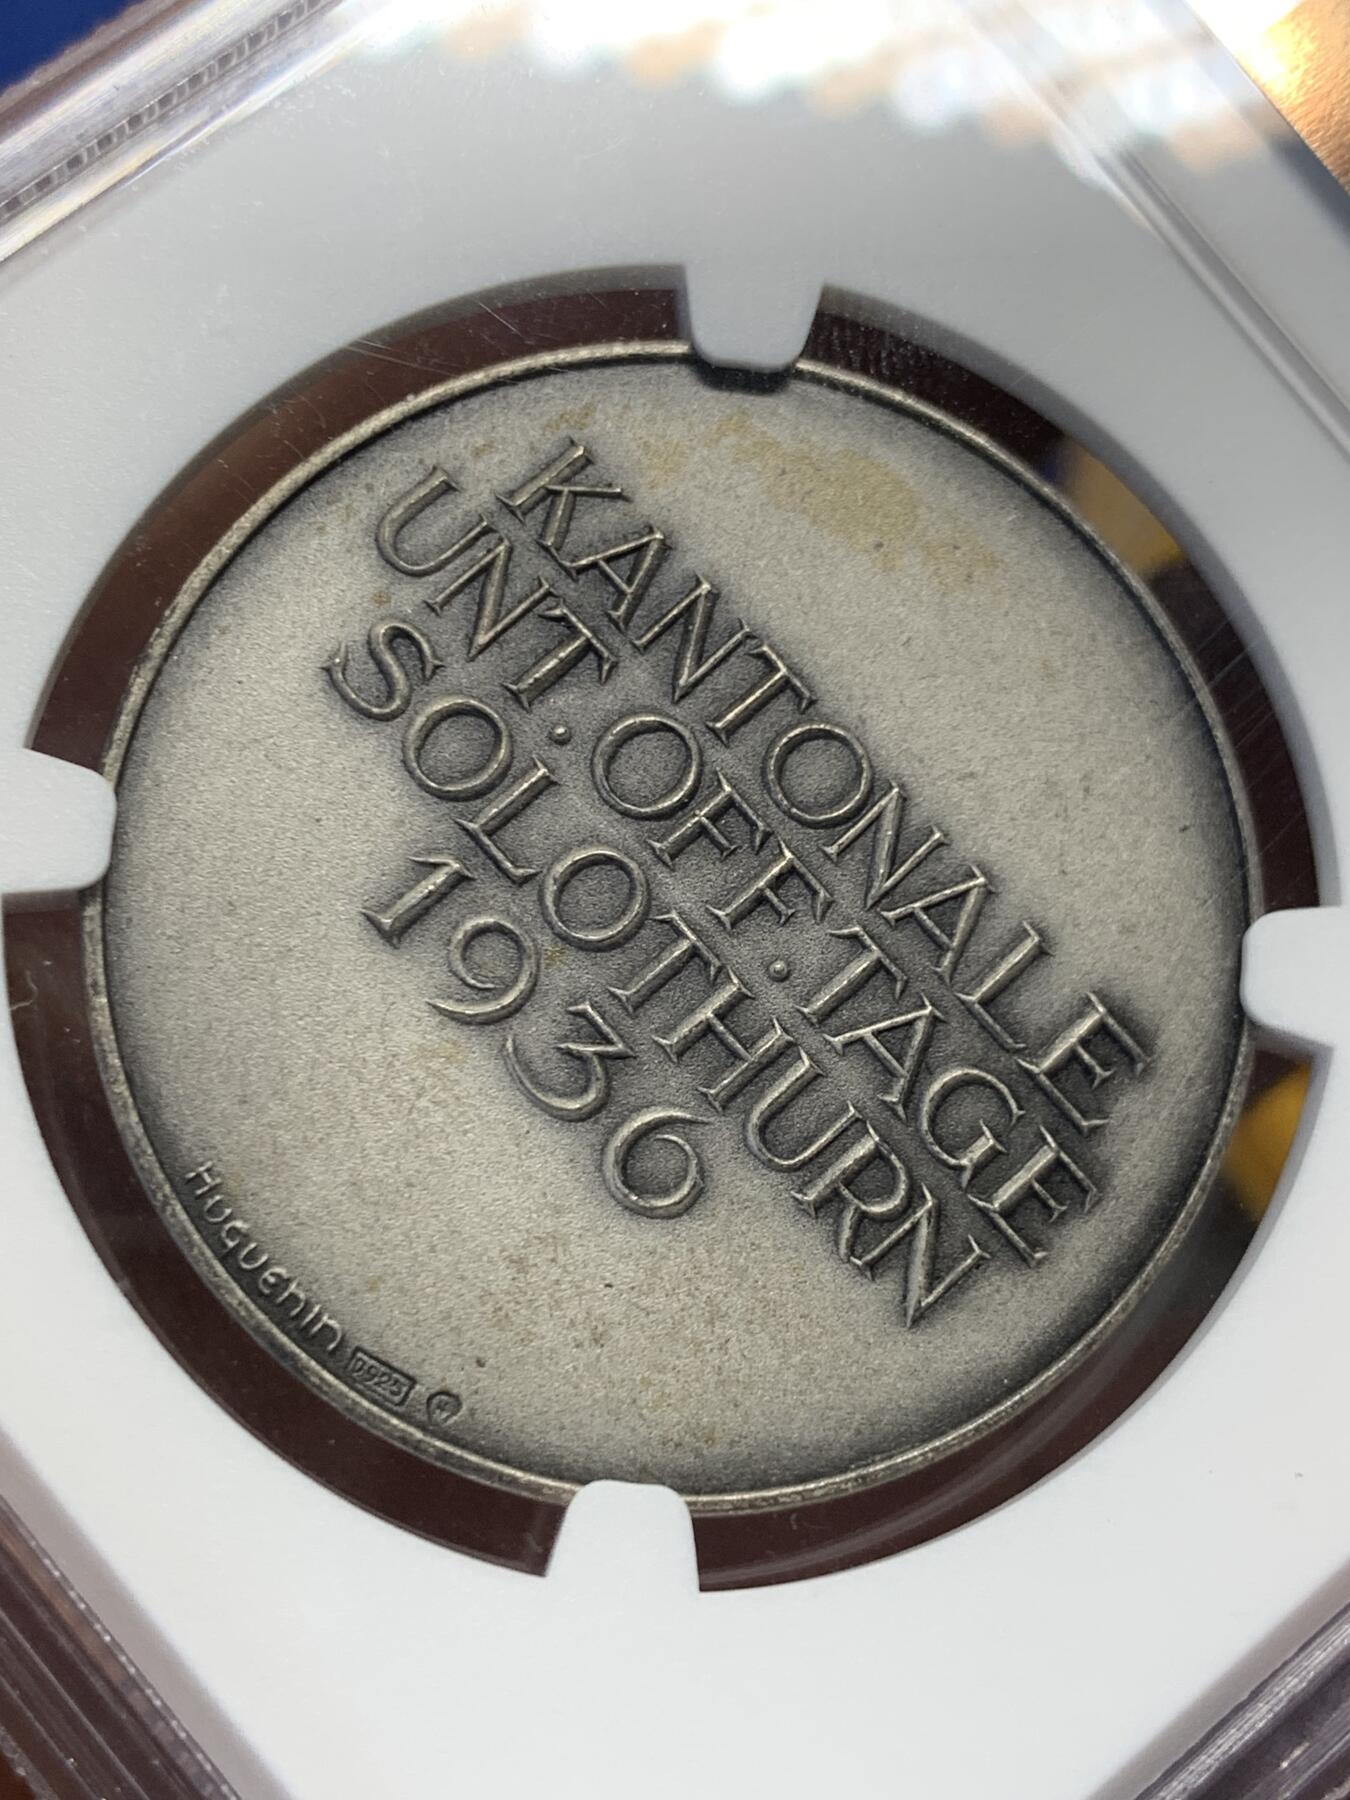 KANTONALE
UNT· OFF·TAGE
SOLOTHURN
1936
HUGUENIN 0925